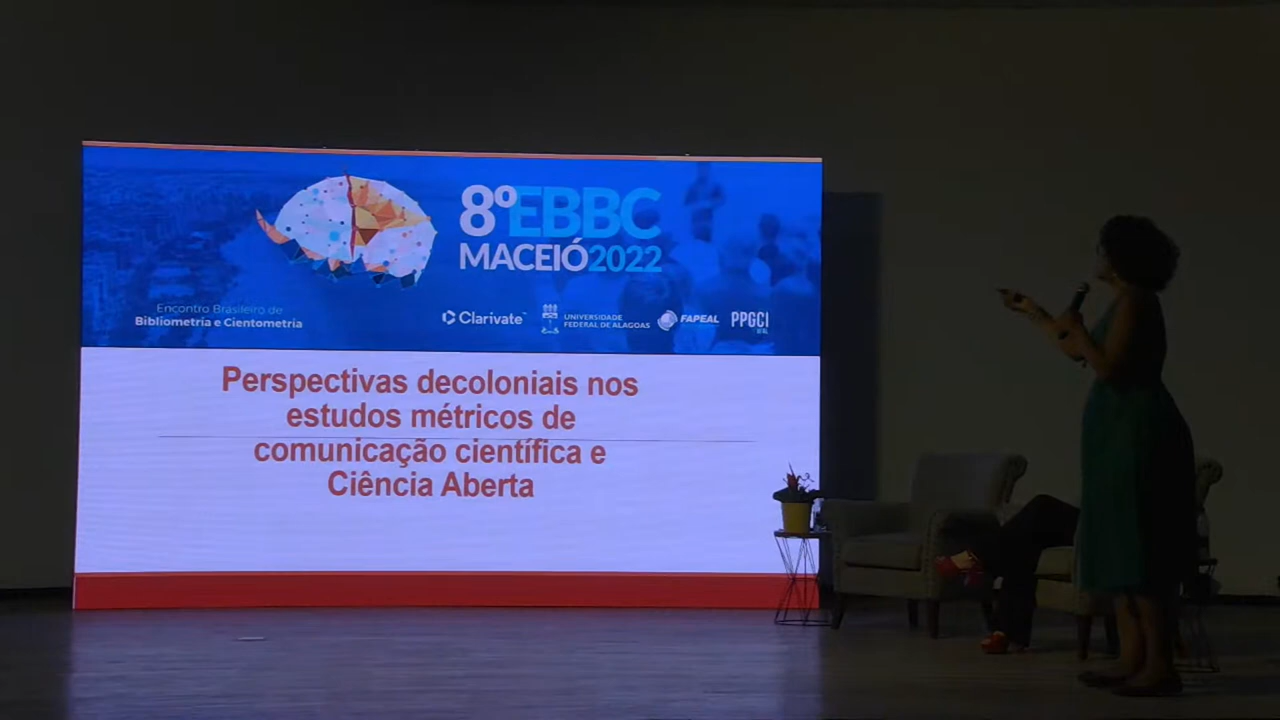 8º EBBC
MACEIÓ 2022
Encontro Brasileiro de
Bibliometria e Cientometria
Clarivate
UNIVERSIDADE
FEDERAL DE ALAGOAS
FAPEAL
PPGCI
UFAL
Perspectivas decoloniais nos
estudos métricos de
comunicação científica e
Ciência Aberta